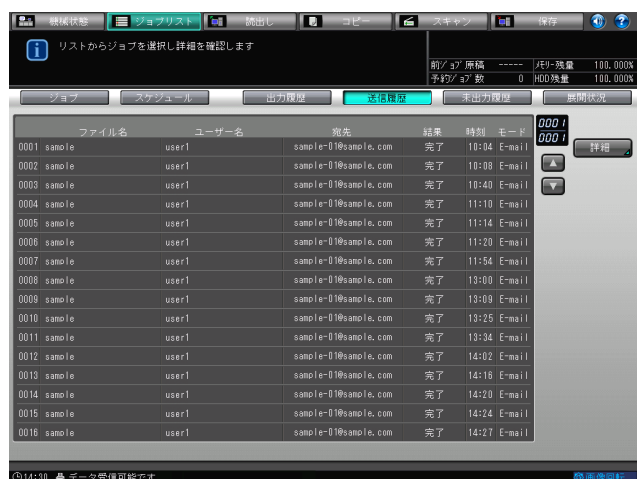 機械状態 ジョブリスト 読出し コピー スキャン 保存
リストからジョブを選択し詳細を確認します
前ジョブ原稿 ----- メモリー残量 100.000%
予約ジョブ数 0 HDD残量 100.000%
ジョブ スケジュール 出力履歴 送信履歴 未出力履歴 展開状況
ファイル名 ユーザー名 宛先 結果 時刻 モード 0001
0001
0001 sample user1 sample-01@sample.com 完了 10:04 E-mail 詳細
0002 sample user1 sample-01@sample.com 完了 10:08 E-mail
0003 sample user1 sample-01@sample.com 完了 10:40 E-mail
0004 sample user1 sample-01@sample.com 完了 11:10 E-mail
0005 sample user1 sample-01@sample.com 完了 11:14 E-mail
0006 sample user1 sample-01@sample.com 完了 11:20 E-mail
0007 sample user1 sample-01@sample.com 完了 11:54 E-mail
0008 sample user1 sample-01@sample.com 完了 13:00 E-mail
0009 sample user1 sample-01@sample.com 完了 13:09 E-mail
0010 sample user1 sample-01@sample.com 完了 13:25 E-mail
0011 sample user1 sample-01@sample.com 完了 13:34 E-mail
0012 sample user1 sample-01@sample.com 完了 14:02 E-mail
0013 sample user1 sample-01@sample.com 完了 14:16 E-mail
0014 sample user1 sample-01@sample.com 完了 14:20 E-mail
0015 sample user1 sample-01@sample.com 完了 14:24 E-mail
0016 sample user1 sample-01@sample.com 完了 14:27 E-mail
14:30 データ受信可能です 画像回転